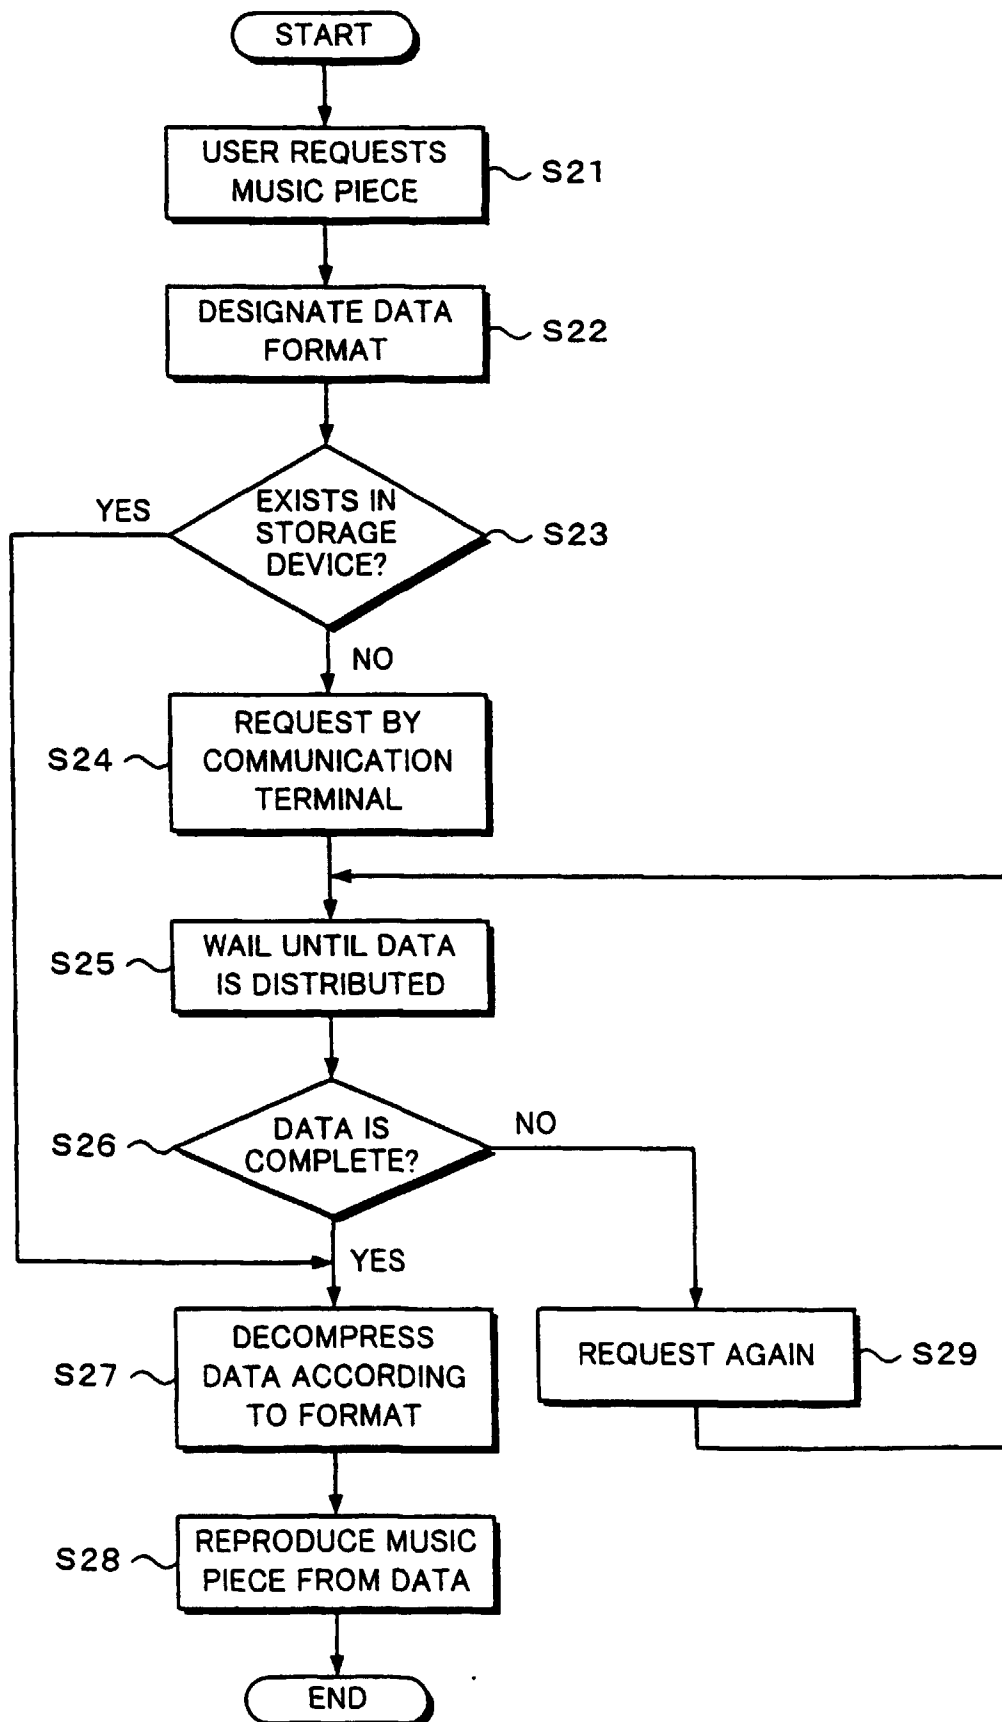 START
USER REQUESTS
MUSIC PIECE
S21
DESIGNATE DATA
FORMAT
S22
YES
EXISTS IN
STORAGE
DEVICE?
S23
NO
S24
REQUEST BY
COMMUNICATION
TERMINAL
S25
WAIL UNTIL DATA
IS DISTRIBUTED
S26
DATA IS
COMPLETE?
NO
YES
S27
DECOMPRESS
DATA ACCORDING
TO FORMAT
REQUEST AGAIN
S29
S28
REPRODUCE MUSIC
PIECE FROM DATA
END